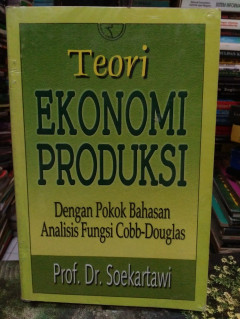 Teori
EKONOMI
PRODUKSI
Dengan Pokok Bahasan
Analisis Fungsi Cobb-Douglas
Prof. Dr. Soekartawi